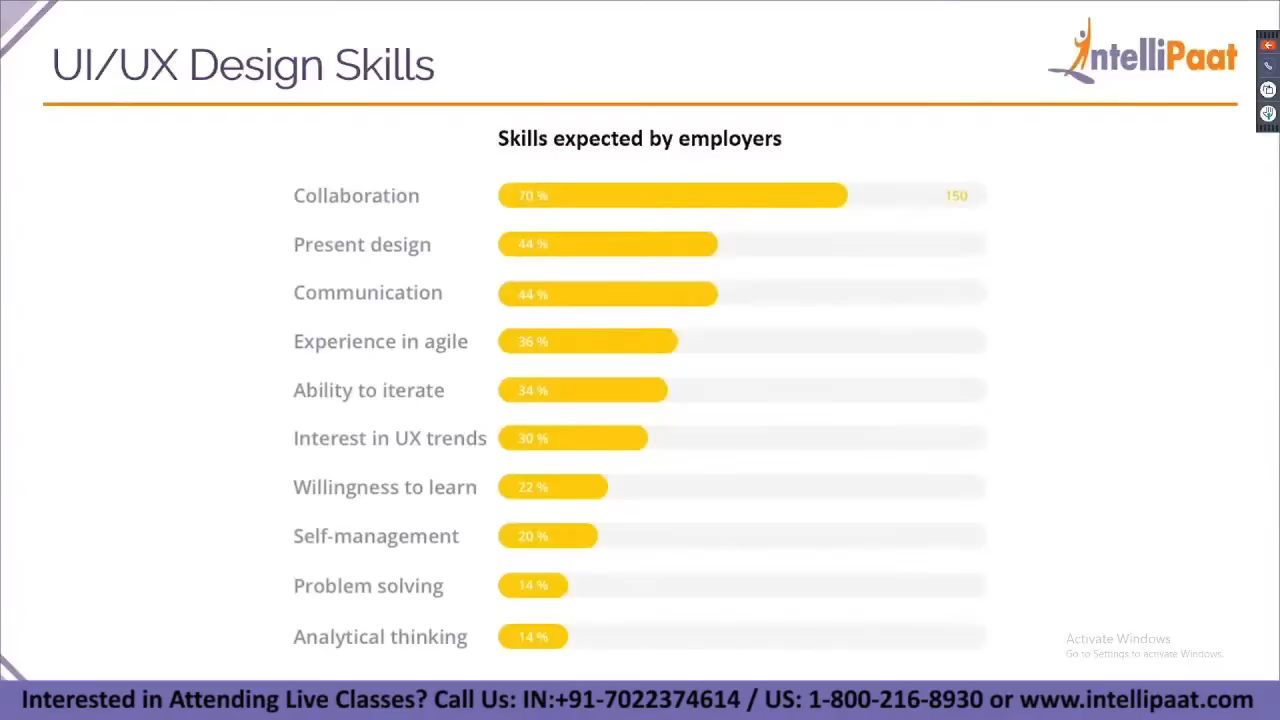 UI/UX Design Skills
IntelliPaat
Skills expected by employers
Collaboration 70 % 150
Present design 44 %
Communication 44 %
Experience in agile 36 %
Ability to iterate 34 %
Interest in UX trends 30 %
Willingness to learn 22 %
Self-management 20 %
Problem solving 14 %
Analytical thinking 14 %
Activate Windows
Go to Settings to activate Windows.
Interested in Attending Live Classes? Call Us: IN:+91-7022374614 / US: 1-800-216-8930 or www.intellipaat.com